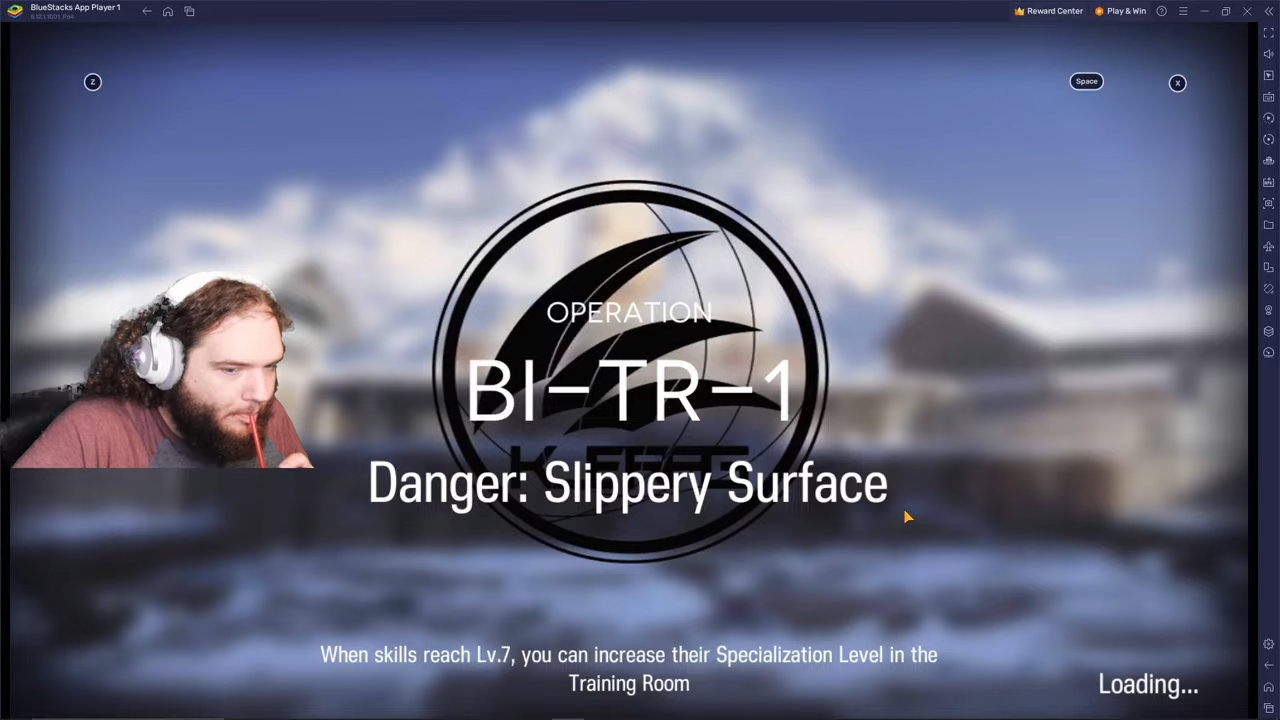 BlueStacks App Player 1
Reward Center
Play & Win
Z
Space
X
OPERATION
BI-TR-1
Danger: Slippery Surface
When skills reach Lv.7, you can increase their Specialization Level in the
Training Room
Loading...